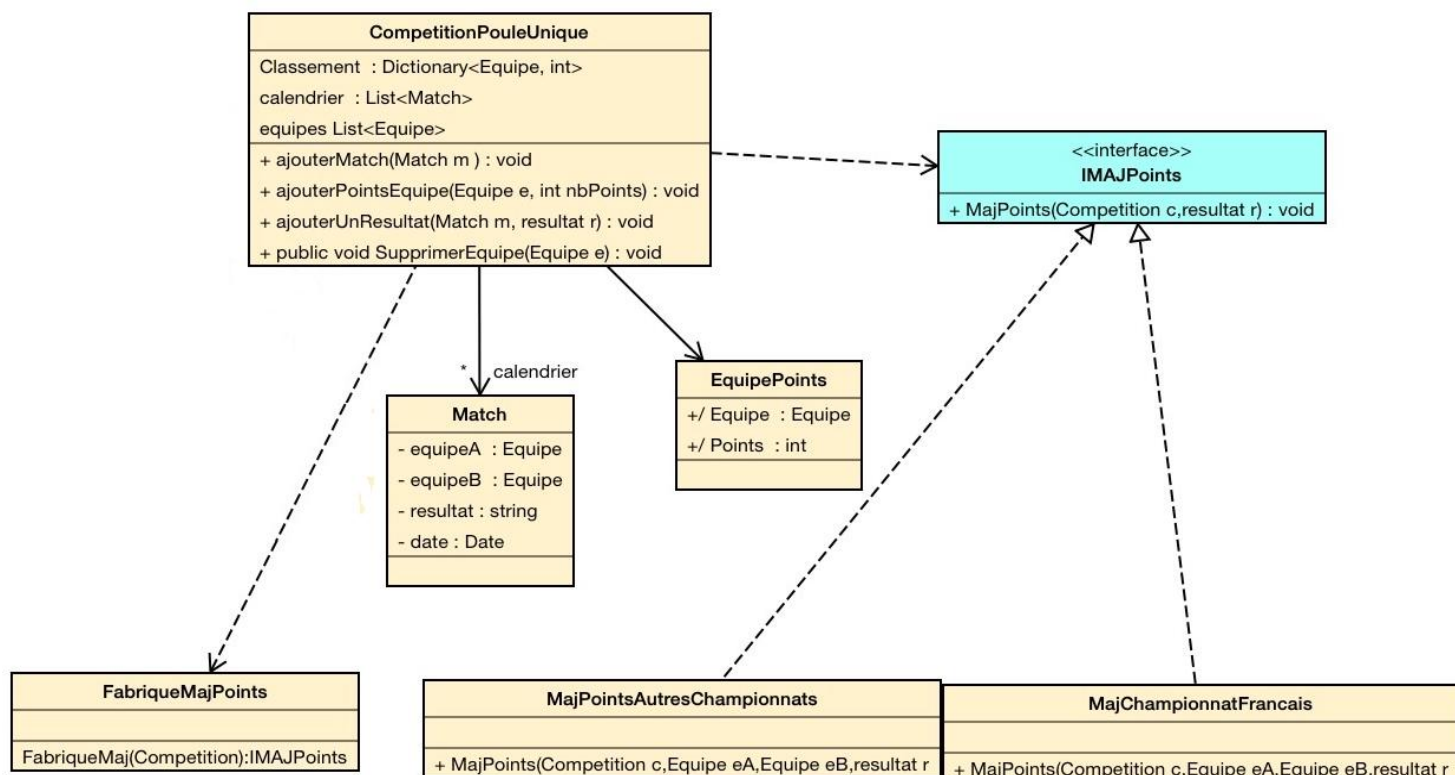 CompetitionPouleUnique
Classement : Dictionary<Equipe, int>
calendrier : List<Match>
equipes List<Equipe>
+ ajouterMatch(Match m ) : void
+ ajouterPointsEquipe(Equipe e, int nbPoints) : void
+ ajouterUnResultat(Match m, resultat r) : void
+ public void SupprimerEquipe(Equipe e) : void
<<interface>>
IMAJPoints
+ MajPoints(Competition c,resultat r) : void
* calendrier
Match
- equipeA : Equipe
- equipeB : Equipe
- resultat : string
- date : Date
EquipePoints
+/ Equipe : Equipe
+/ Points : int
FabriqueMajPoints
FabriqueMaj(Competition):IMAJPoints
MajPointsAutresChampionnats
+ MajPoints(Competition c,Equipe eA,Equipe eB,resultat r
MajChampionnatFrancais
+ MajPoints(Competition c,Equipe eA,Equipe eB,resultat r